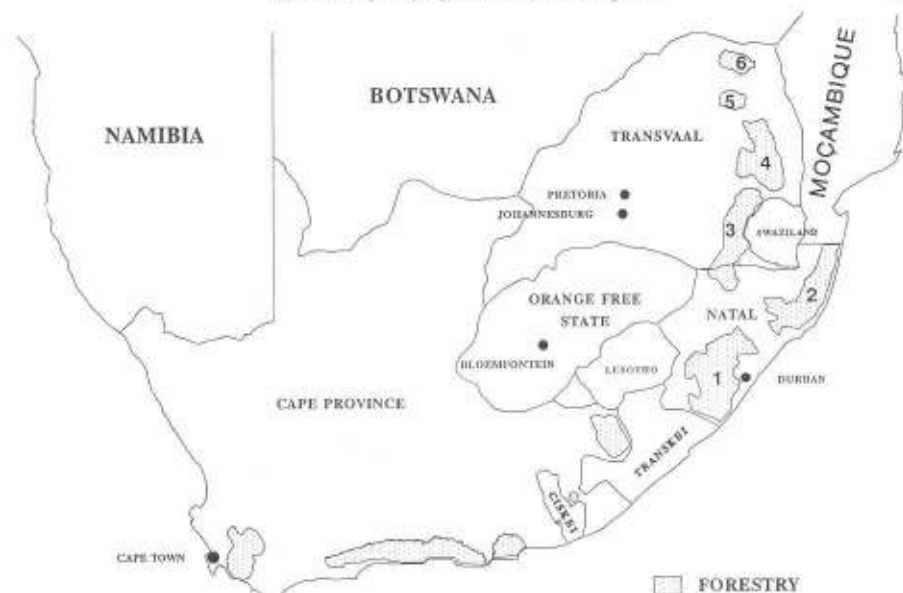 BOTSWANA
NAMIBIA
MOÇAMBIQUE
6
5
TRANSVAAL
4
PRETORIA
JOHANNESBURG
3
SWAZILAND
ORANGE FREE
STATE
NATAL
2
BLOEMFONTEIN
LESOTHO
1
DURBAN
CAPE PROVINCE
TRANSKEI
CISKEI
CAPE TOWN
FORESTRY